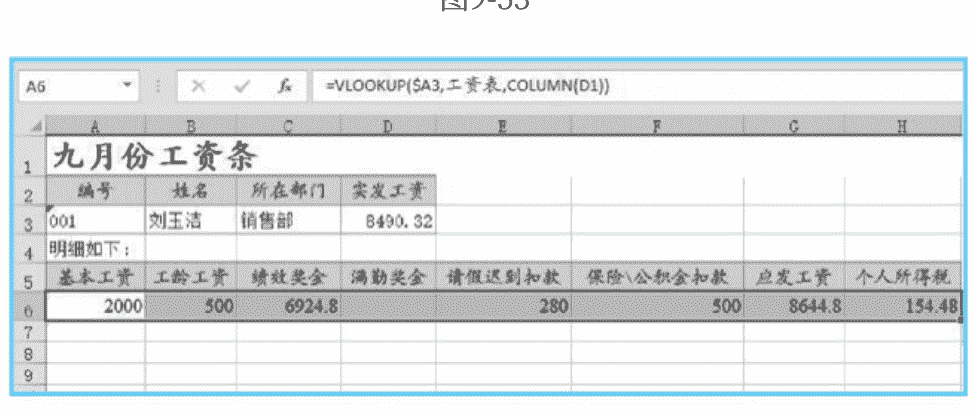 图9-53
A6 fx =VLOOKUP($A3,工资表,COLUMN(D1))
A B C D E F G H
1 九月份工资条
2 编号 姓名 所在部门 实发工资
3 001 刘玉洁 销售部 8490.32
4 明细如下：
5 基本工资 工龄工资 绩效奖金 满勤奖金 请假迟到扣款 保险\公积金扣款 应发工资 个人所得税
6 2000 500 6924.8 280 500 8644.8 154.48
7
8
9